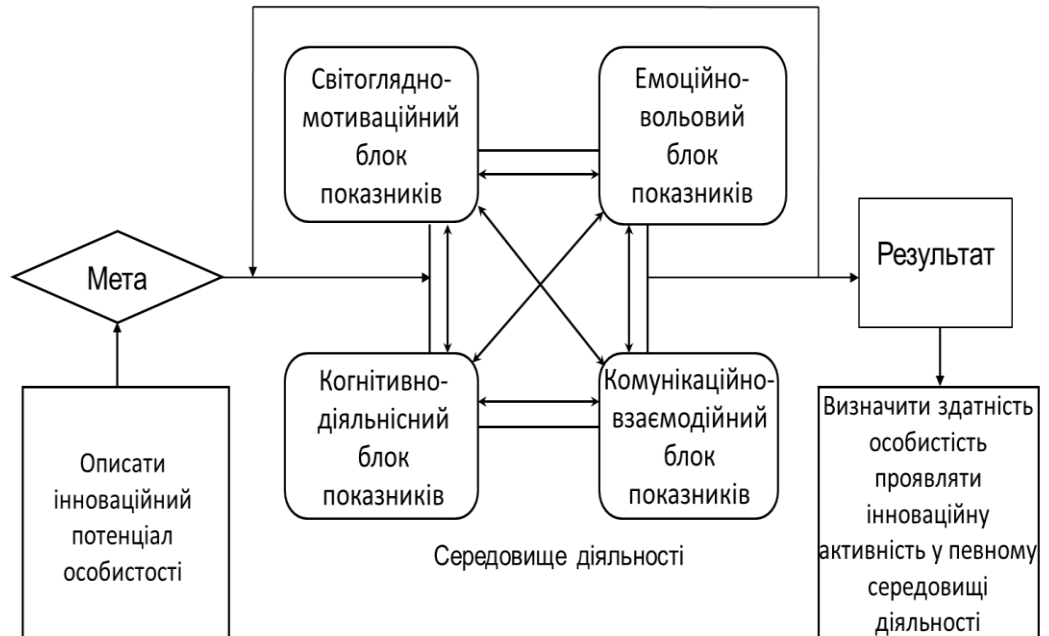 Світоглядно-
мотиваційний
блок
показників
Емоційно-
вольовий
блок
показників
Мета
Результат
Когнітивно-
діяльнісний
блок
показників
Комунікаційно-
взаємодійний
блок
показників
Описати
інноваційний
потенціал
особистості
Визначити здатність
особистість
проявляти
інноваційну
активність у певному
середовищі
діяльності
Середовище діяльності